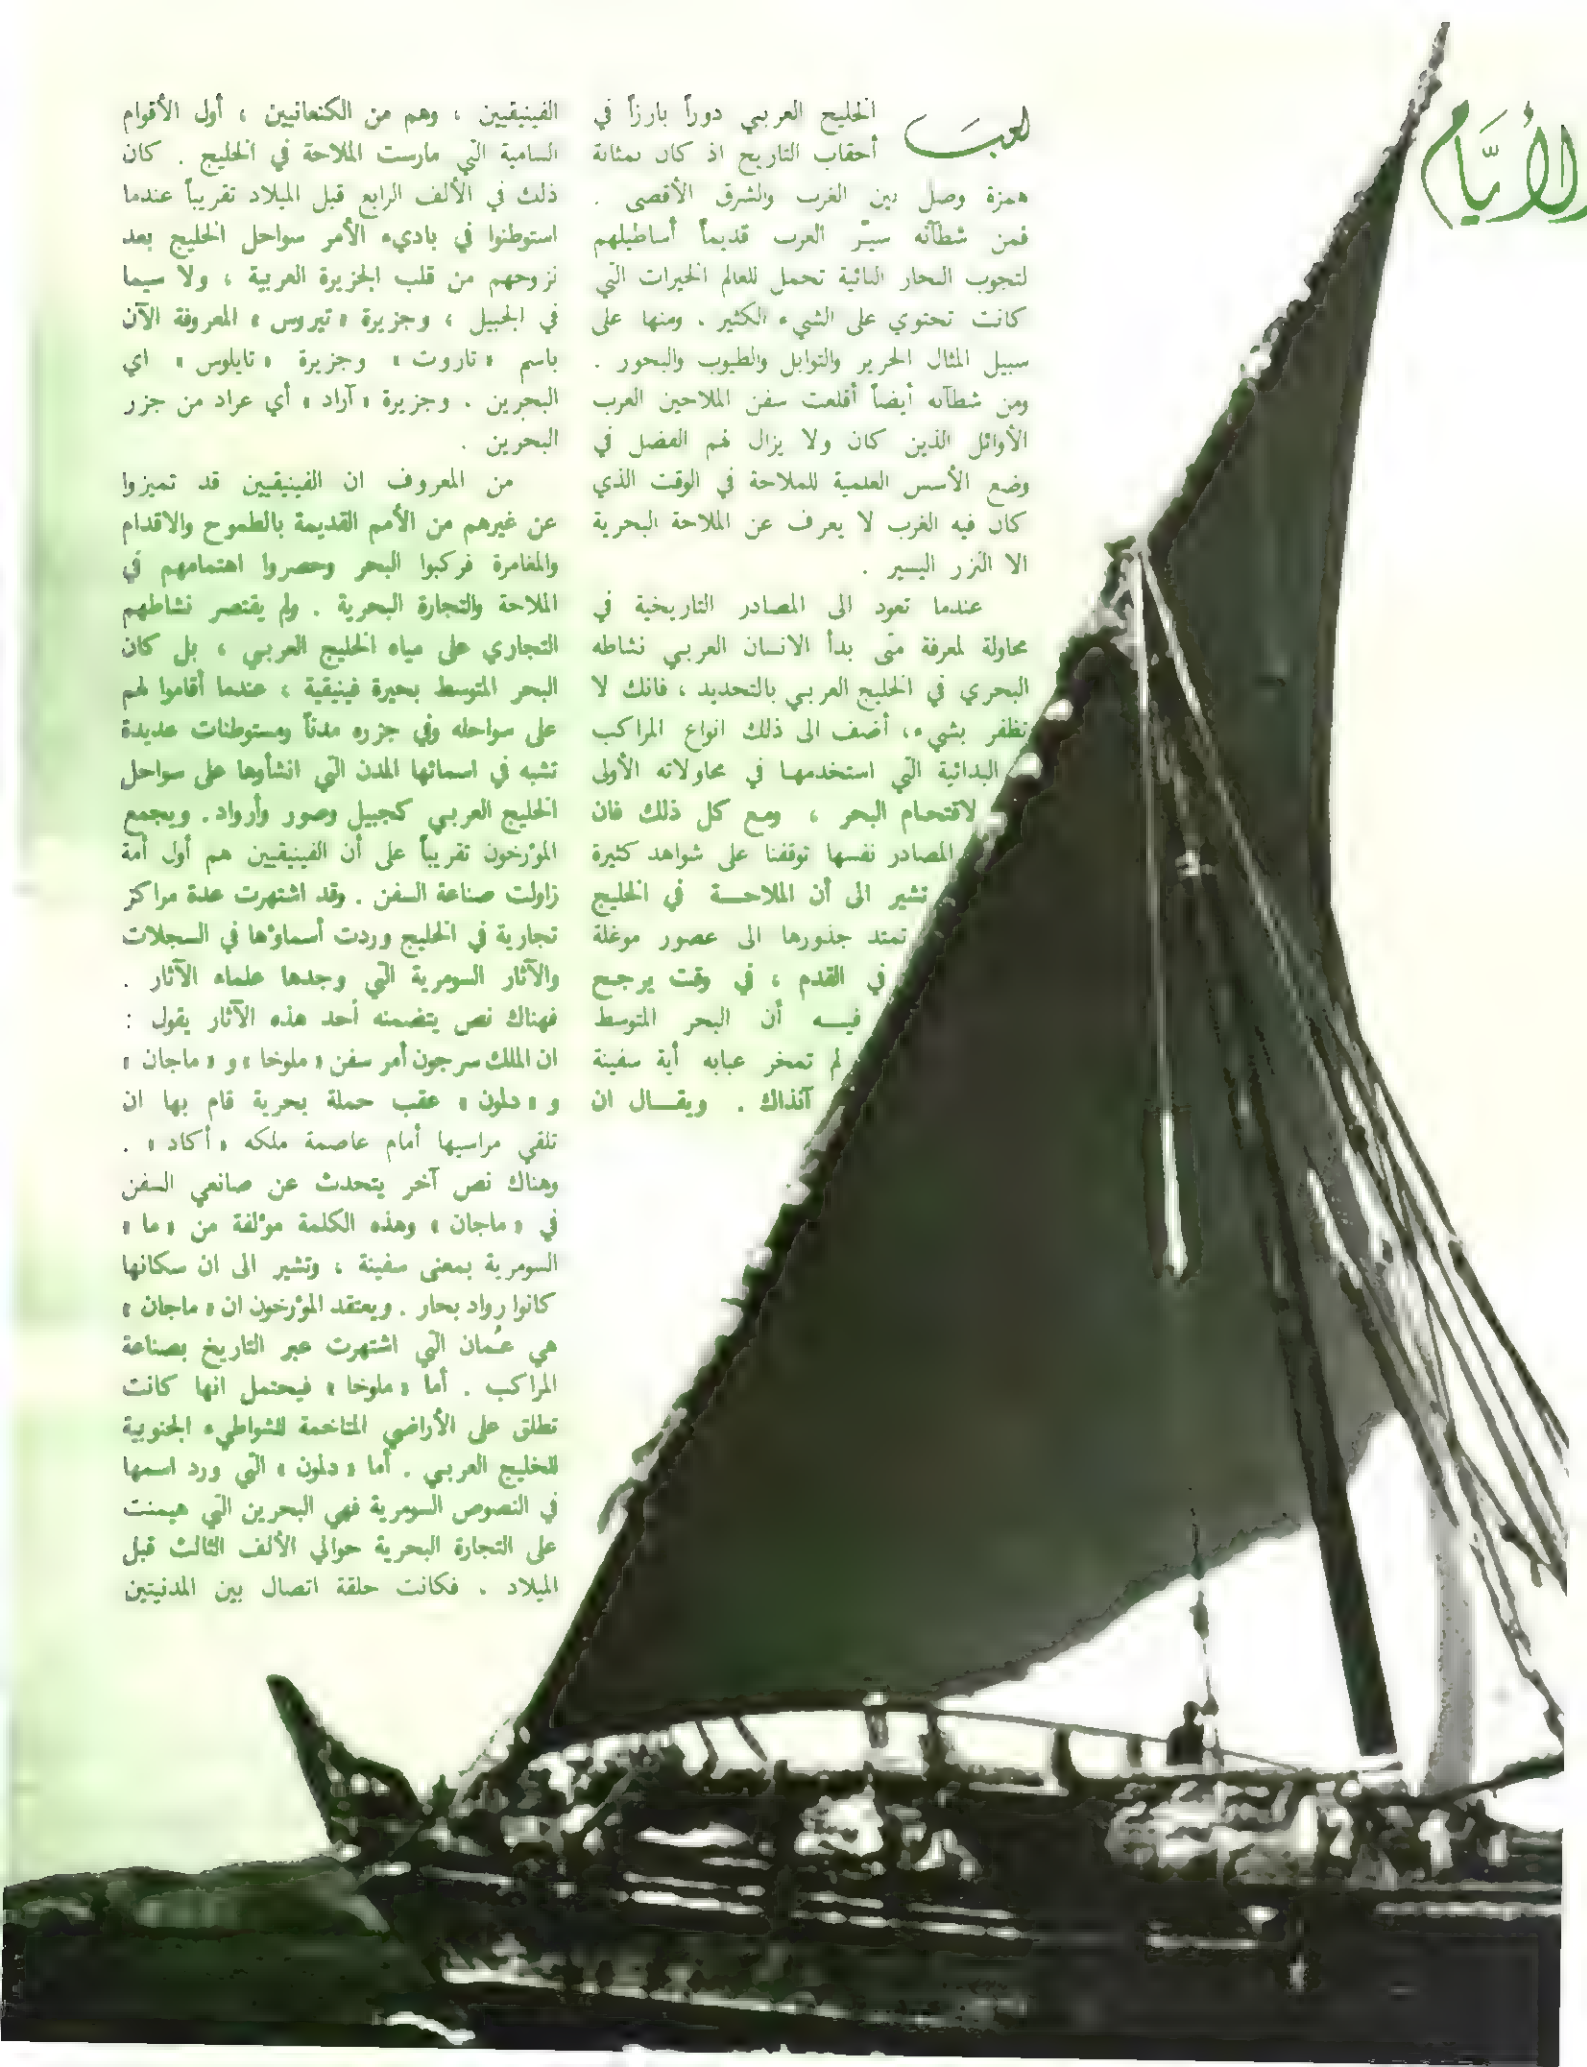 الأيَّام
لعبَ الخليج العربي دوراً بارزاً في
أحقاب التاريخ اذ كان بمثابة
همزة وصل بين الغرب والشرق الأقصى .
فمن شطآنه سيّر العرب قديماً أساطيلهم
لتجوب البحار النائية تحمل للعالم الخيرات التي
كانت تحتوي على الشيء الكثير . ومنها على
سبيل المثال الحرير والتوابل والطيوب والبخور .
ومن شطآنه أيضاً أقلعت سفن الملاحين العرب
الأوائل الذين كان ولا يزال لهم الفضل في
وضع الأسس العلمية للملاحة في الوقت الذي
كان فيه الغرب لا يعرف عن الملاحة البحرية
الا النزر اليسير .
عندما تعود الى المصادر التاريخية في
محاولة لمعرفة متى بدأ الانسان العربي نشاطه
البحري في الخليج العربي بالتحديد ، فانك لا
تظفر بشيء، أضف الى ذلك انواع المراكب
البدائية التي استخدمها في محاولاته الأولى
لاقتحام البحر ، ومع كل ذلك فان
المصادر نفسها توقفنا على شواهد كثيرة
تشير الى أن الملاحة في الخليج
تمتد جذورها الى عصور موغلة
في القدم ، في وقت يرجح
فيه أن البحر المتوسط
لم تمخر عبابه أية سفينة
آنذاك . ويقال ان
الفينيقيين ، وهم من الكنعانيين ، أول الأقوام
السامية التي مارست الملاحة في الخليج . كان
ذلك في الألف الرابع قبل الميلاد تقريباً عندما
استوطنوا في باديء الأمر سواحل الخليج بعد
نزوحهم من قلب الجزيرة العربية ، ولا سيما
في الجبيل ، وجزيرة « تيروس » المعروفة الآن
باسم « تاروت » وجزيرة « تايلوس » اي
البحرين . وجزيرة « آراد » أي عراد من جزر
البحرين .
من المعروف ان الفينيقيين قد تميزوا
عن غيرهم من الأمم القديمة بالطموح والاقدام
والمغامرة فركبوا البحر وحصروا اهتمامهم في
الملاحة والتجارة البحرية . ولم يقتصر نشاطهم
التجاري على مياه الخليج العربي ، بل كان
البحر المتوسط بحيرة فينيقية ، عندما أقاموا لهم
على سواحله وفي جزره مدناً ومستوطنات عديدة
تشبه في اسمائها المدن التي انشأوها على سواحل
الخليج العربي كجبيل وصور وأرواد . ويجمع
المؤرخون تقريباً على أن الفينيقيين هم أول أمة
زاولت صناعة السفن . وقد اشتهرت عدة مراكز
تجارية في الخليج وردت أسماؤها في السجلات
والآثار السومرية التي وجدها علماء الآثار .
فهناك نص يتضمنه أحد هذه الآثار يقول :
ان الملك سرجون أمر سفن « ملوخا » و « ماجان »
و « دلون » عقب حملة بحرية قام بها ان
تلقي مراسيها أمام عاصمة ملكه « أكاد » .
وهناك نص آخر يتحدث عن صانعي السفن
في « ماجان » وهذه الكلمة مؤلفة من « ما »
السومرية بمعنى سفينة ، وتشير الى ان سكانها
كانوا رواد بحار . ويعتقد المؤرخون ان « ماجان »
هي عُمان التي اشتهرت عبر التاريخ بصناعة
المراكب . أما « ملوخا » فيحتمل انها كانت
تطلق على الأراضي المتاخمة للشواطيء الجنوبية
للخليج العربي . أما « دلون » التي ورد اسمها
في النصوص السومرية فهي البحرين التي هيمنت
على التجارة البحرية حوالي الألف الثالث قبل
الميلاد . فكانت حلقة اتصال بين المدنيتين